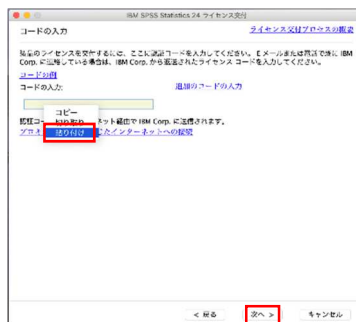 IBM SPSS Statistics 24 ライセンス交付
コードの入力
ライセンス交付プロセスの概要
製品のライセンスを交付するには、ここに認証コードを入力してください。 E メールまたは電話で既に IBM
Corp. に連絡している場合は、IBM Corp. から返送されたライセンス コードを入力してください。
コードの例
コードの入力:
追加のコードの入力
コピー
切り取り
貼り付け
認証コー ネット経由で IBM Corp. に送信されます。
プロキ したインターネットへの接続
< 戻る
次へ >
キャンセル